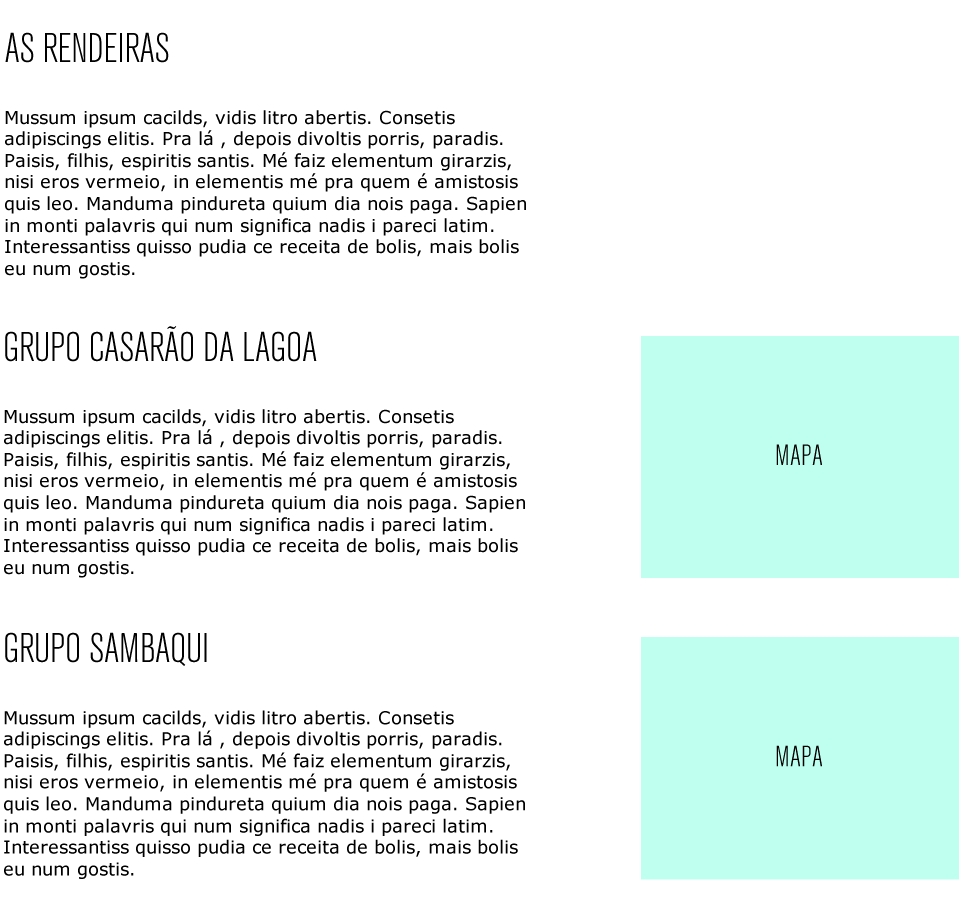 AS RENDEIRAS
Mussum ipsum cacilds, vidis litro abertis. Consetis
adipiscings elitis. Pra lá , depois divoltis porris, paradis.
Paisis, filhis, espiritis santis. Mé faiz elementum girarzis,
nisi eros vermeio, in elementis mé pra quem é amistosis
quis leo. Manduma pindureta quium dia nois paga. Sapien
in monti palavris qui num significa nadis i pareci latim.
Interessantiss quisso pudia ce receita de bolis, mais bolis
eu num gostis.
GRUPO CASARÃO DA LAGOA
Mussum ipsum cacilds, vidis litro abertis. Consetis
adipiscings elitis. Pra lá , depois divoltis porris, paradis.
Paisis, filhis, espiritis santis. Mé faiz elementum girarzis,
nisi eros vermeio, in elementis mé pra quem é amistosis
quis leo. Manduma pindureta quium dia nois paga. Sapien
in monti palavris qui num significa nadis i pareci latim.
Interessantiss quisso pudia ce receita de bolis, mais bolis
eu num gostis.
MAPA
GRUPO SAMBAQUI
Mussum ipsum cacilds, vidis litro abertis. Consetis
adipiscings elitis. Pra lá , depois divoltis porris, paradis.
Paisis, filhis, espiritis santis. Mé faiz elementum girarzis,
nisi eros vermeio, in elementis mé pra quem é amistosis
quis leo. Manduma pindureta quium dia nois paga. Sapien
in monti palavris qui num significa nadis i pareci latim.
Interessantiss quisso pudia ce receita de bolis, mais bolis
eu num gostis.
MAPA